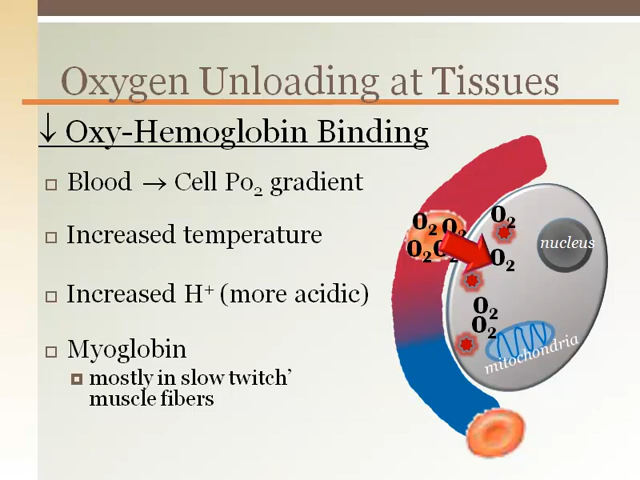 Oxygen Unloading at Tissues
↓ Oxy-Hemoglobin Binding
Blood → Cell Po₂ gradient
Increased temperature
Increased H⁺ (more acidic)
Myoglobin
mostly in slow twitch’
muscle fibers
O₂ O₂
O₂ O₂
O₂
O₂
O₂
O₂
nucleus
mitochondria